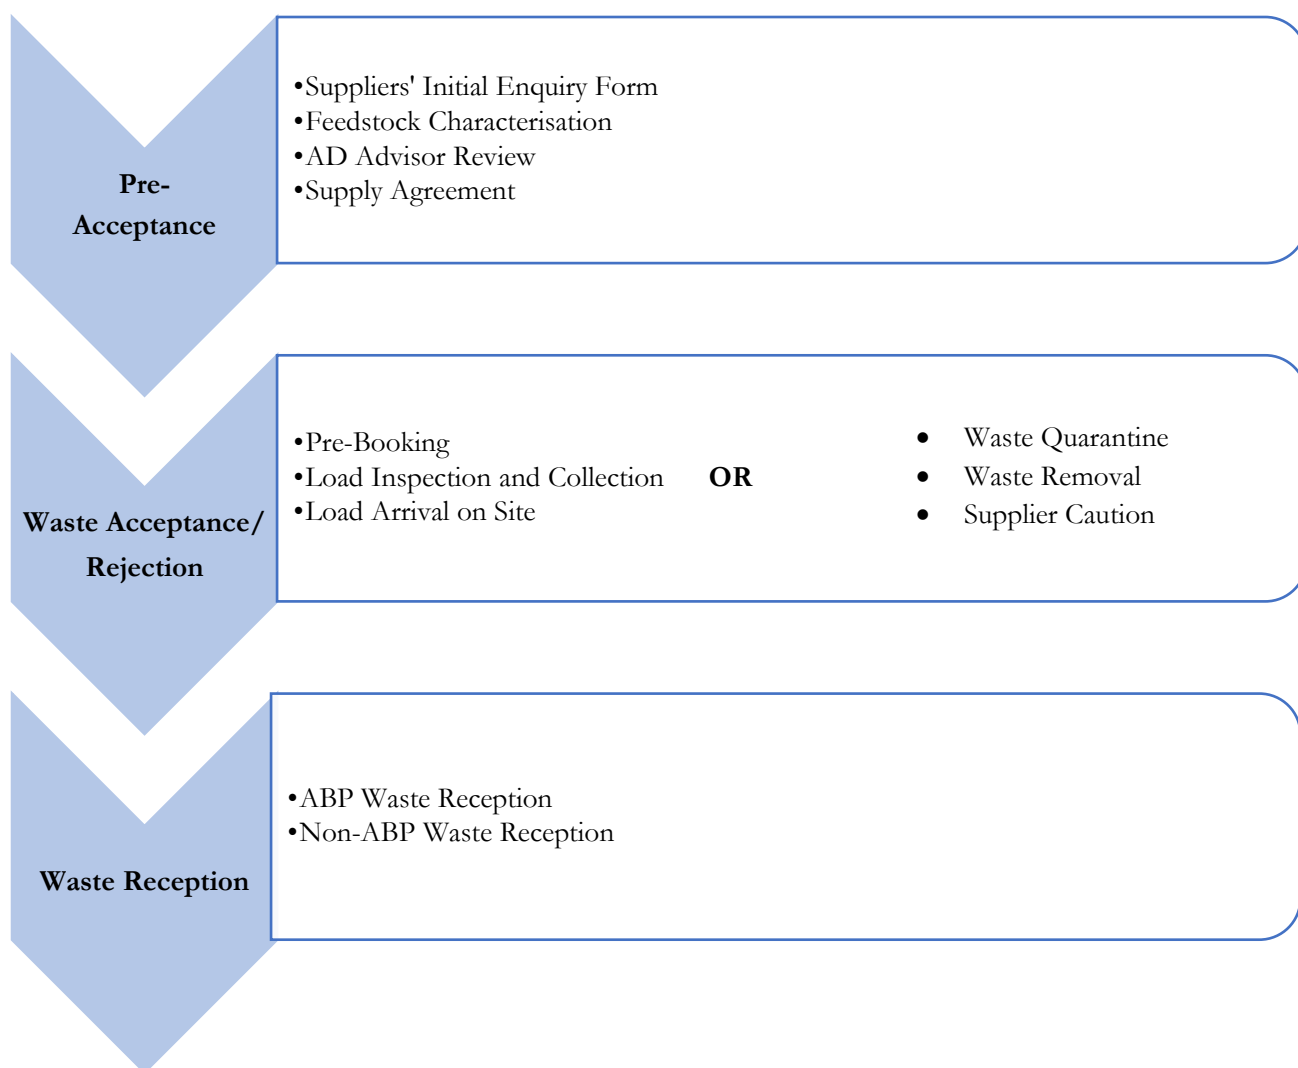 Pre-
Acceptance
•Suppliers' Initial Enquiry Form
•Feedstock Characterisation
•AD Advisor Review
•Supply Agreement
Waste Acceptance/
Rejection
•Pre-Booking
•Load Inspection and Collection
•Load Arrival on Site
OR
• Waste Quarantine
• Waste Removal
• Supplier Caution
Waste Reception
•ABP Waste Reception
•Non-ABP Waste Reception